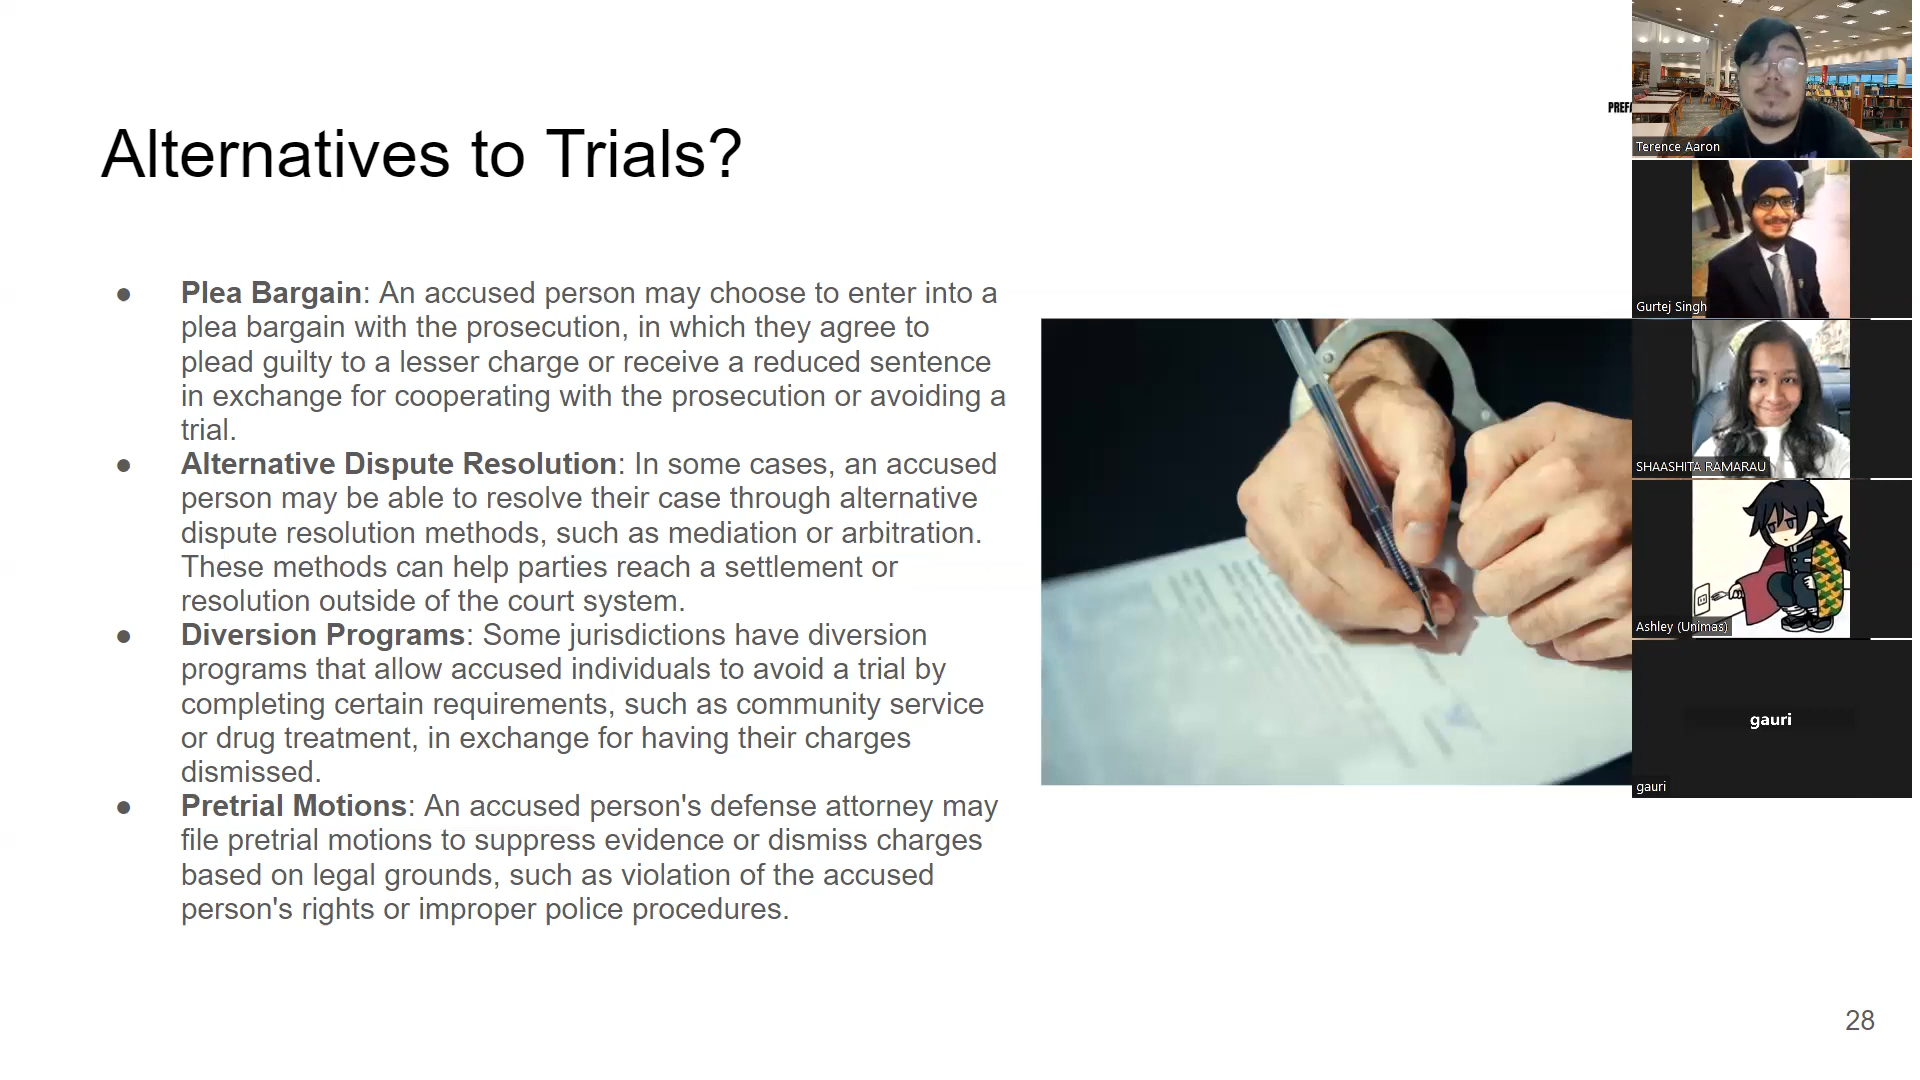 Alternatives to Trials?
● Plea Bargain: An accused person may choose to enter into a
plea bargain with the prosecution, in which they agree to
plead guilty to a lesser charge or receive a reduced sentence
in exchange for cooperating with the prosecution or avoiding a
trial.
● Alternative Dispute Resolution: In some cases, an accused
person may be able to resolve their case through alternative
dispute resolution methods, such as mediation or arbitration.
These methods can help parties reach a settlement or
resolution outside of the court system.
● Diversion Programs: Some jurisdictions have diversion
programs that allow accused individuals to avoid a trial by
completing certain requirements, such as community service
or drug treatment, in exchange for having their charges
dismissed.
● Pretrial Motions: An accused person's defense attorney may
file pretrial motions to suppress evidence or dismiss charges
based on legal grounds, such as violation of the accused
person's rights or improper police procedures.
28
Terence Aaron
Gurtej Singh
SHAASHITA RAMARAU
Ashley (Unimas)
gauri
gauri